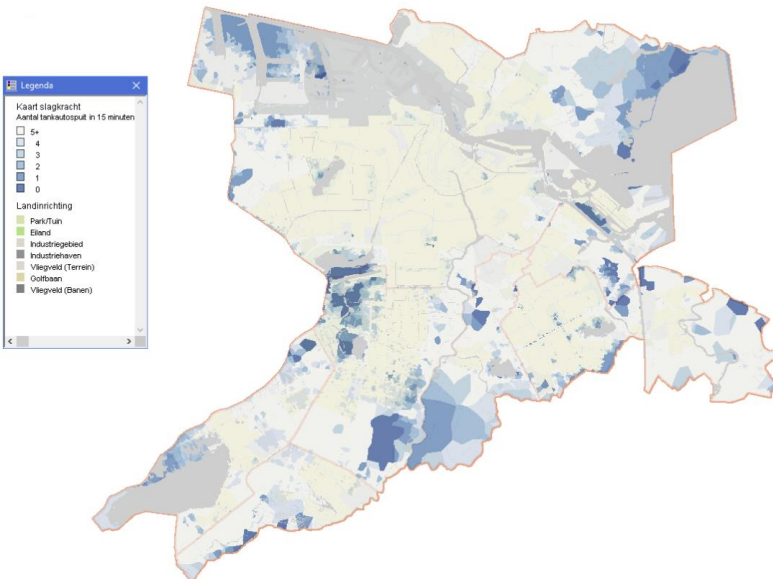 Legenda
Kaart slagkracht
Aantal tankautospuit in 15 minuten
5+
4
3
2
1
0
Landinrichting
Park/Tuin
Eiland
Industriegebied
Industriehaven
Vliegveld (Terrein)
Golfbaan
Vliegveld (Banen)